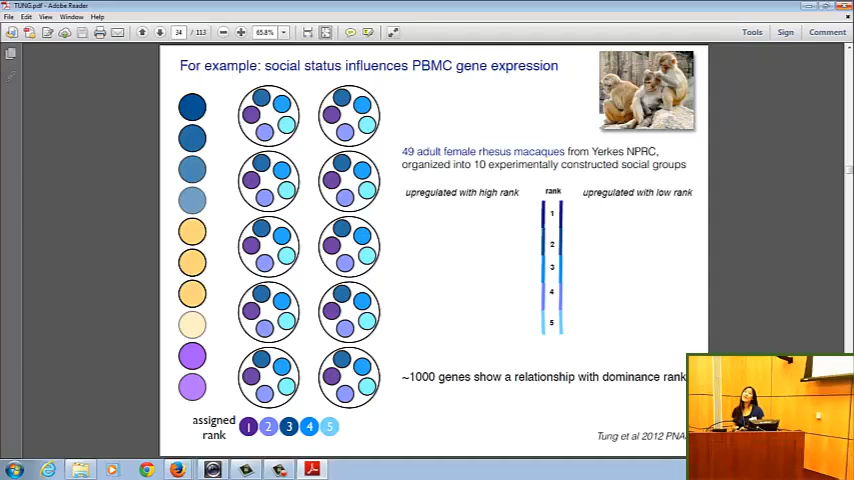 TUNG.pdf - Adobe Reader
File Edit View Window Help
34 / 113
65.8%
Tools Sign Comment
For example: social status influences PBMC gene expression
49 adult female rhesus macaques from Yerkes NPRC,
organized into 10 experimentally constructed social groups
upregulated with high rank
rank
upregulated with low rank
1
2
3
4
5
~1000 genes show a relationship with dominance rank
assigned
rank
1 2 3 4 5
Tung et al 2012